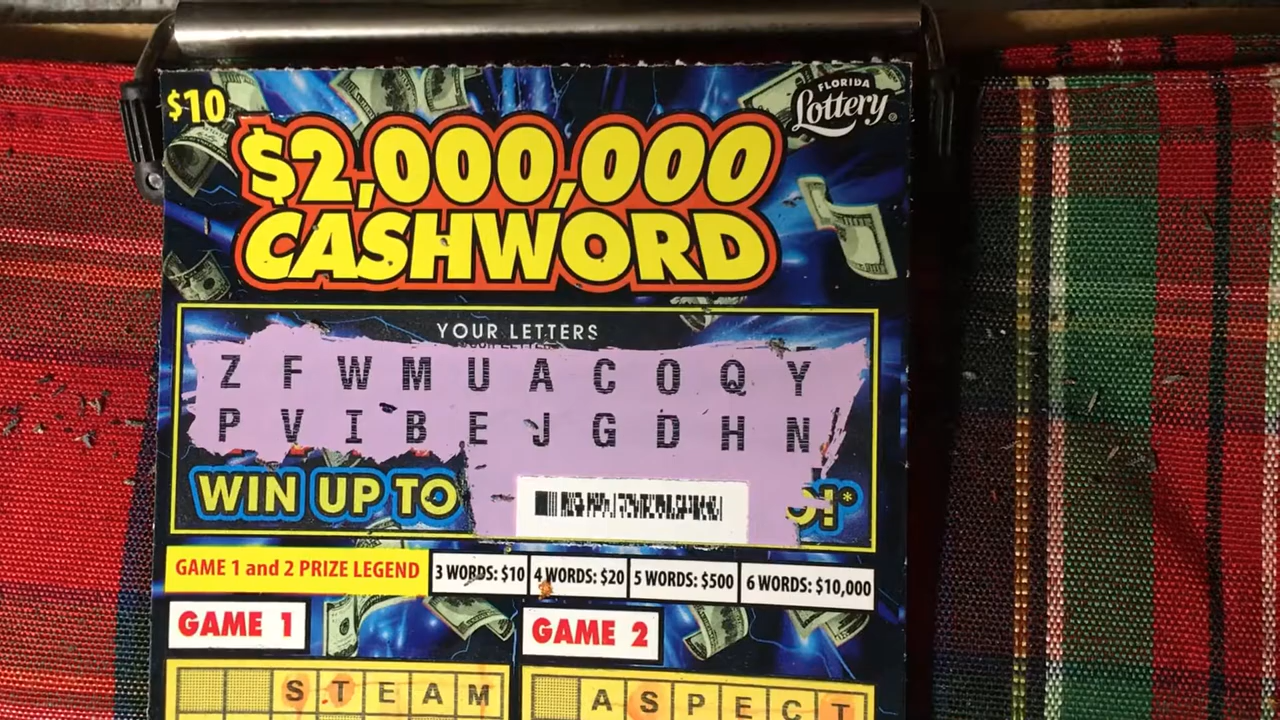 $10
FLORIDA
Lottery
$2,000,000
CASHWORD
YOUR LETTERS
Z F W M U A C O Q Y
P V I B E J G D H N
WIN UP TO
!*
GAME 1 and 2 PRIZE LEGEND
3 WORDS: $10
4 WORDS: $20
5 WORDS: $500
6 WORDS: $10,000
GAME 1
GAME 2
STEAM
ASPECT